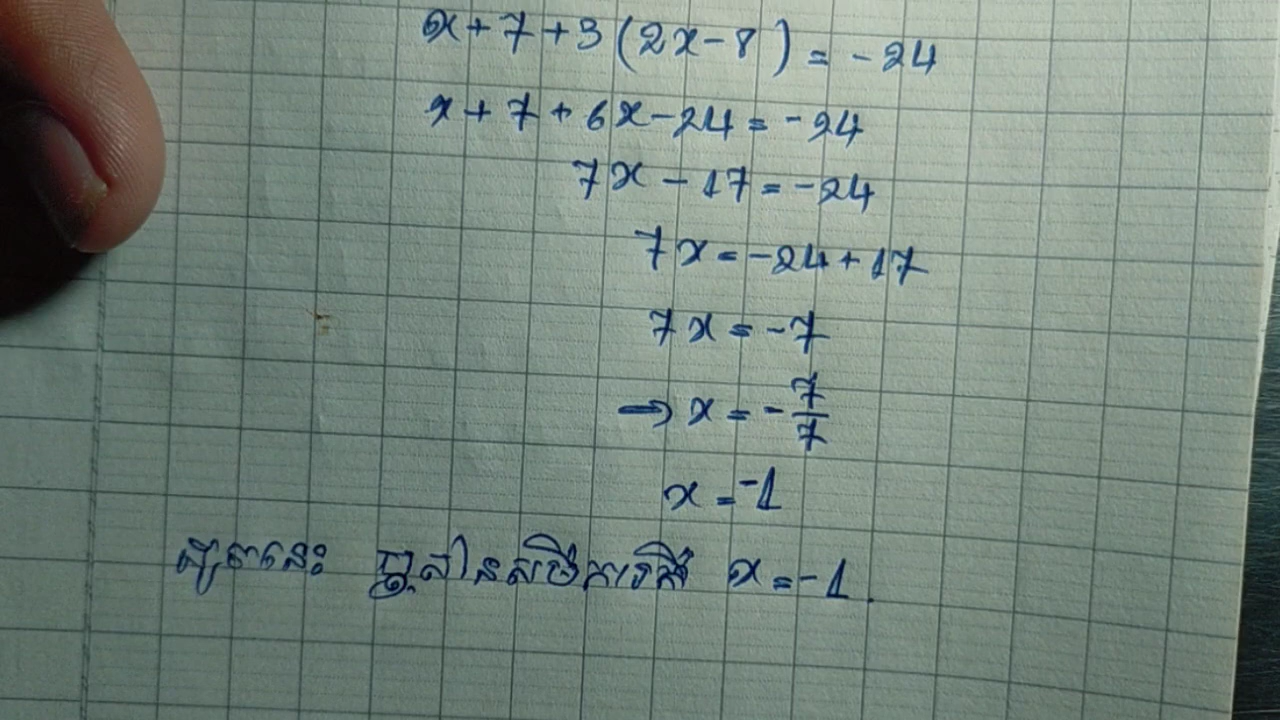 x+7+3(2x-8) = -24
x+7+6x-24 = -24
7x-17 = -24
7x = -24+17
7x = -7
⇒ x = -7/7
x = -1
ដូចនេះ ឫសនៃសមីការគឺ x = -1.